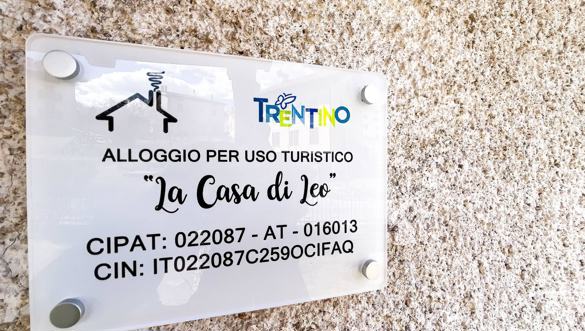 TRENTINO
ALLOGGIO PER USO TURISTICO
"La Casa di Leo"
CIPAT: 022087 - AT - 016013
CIN: IT022087C259OCIFAQ